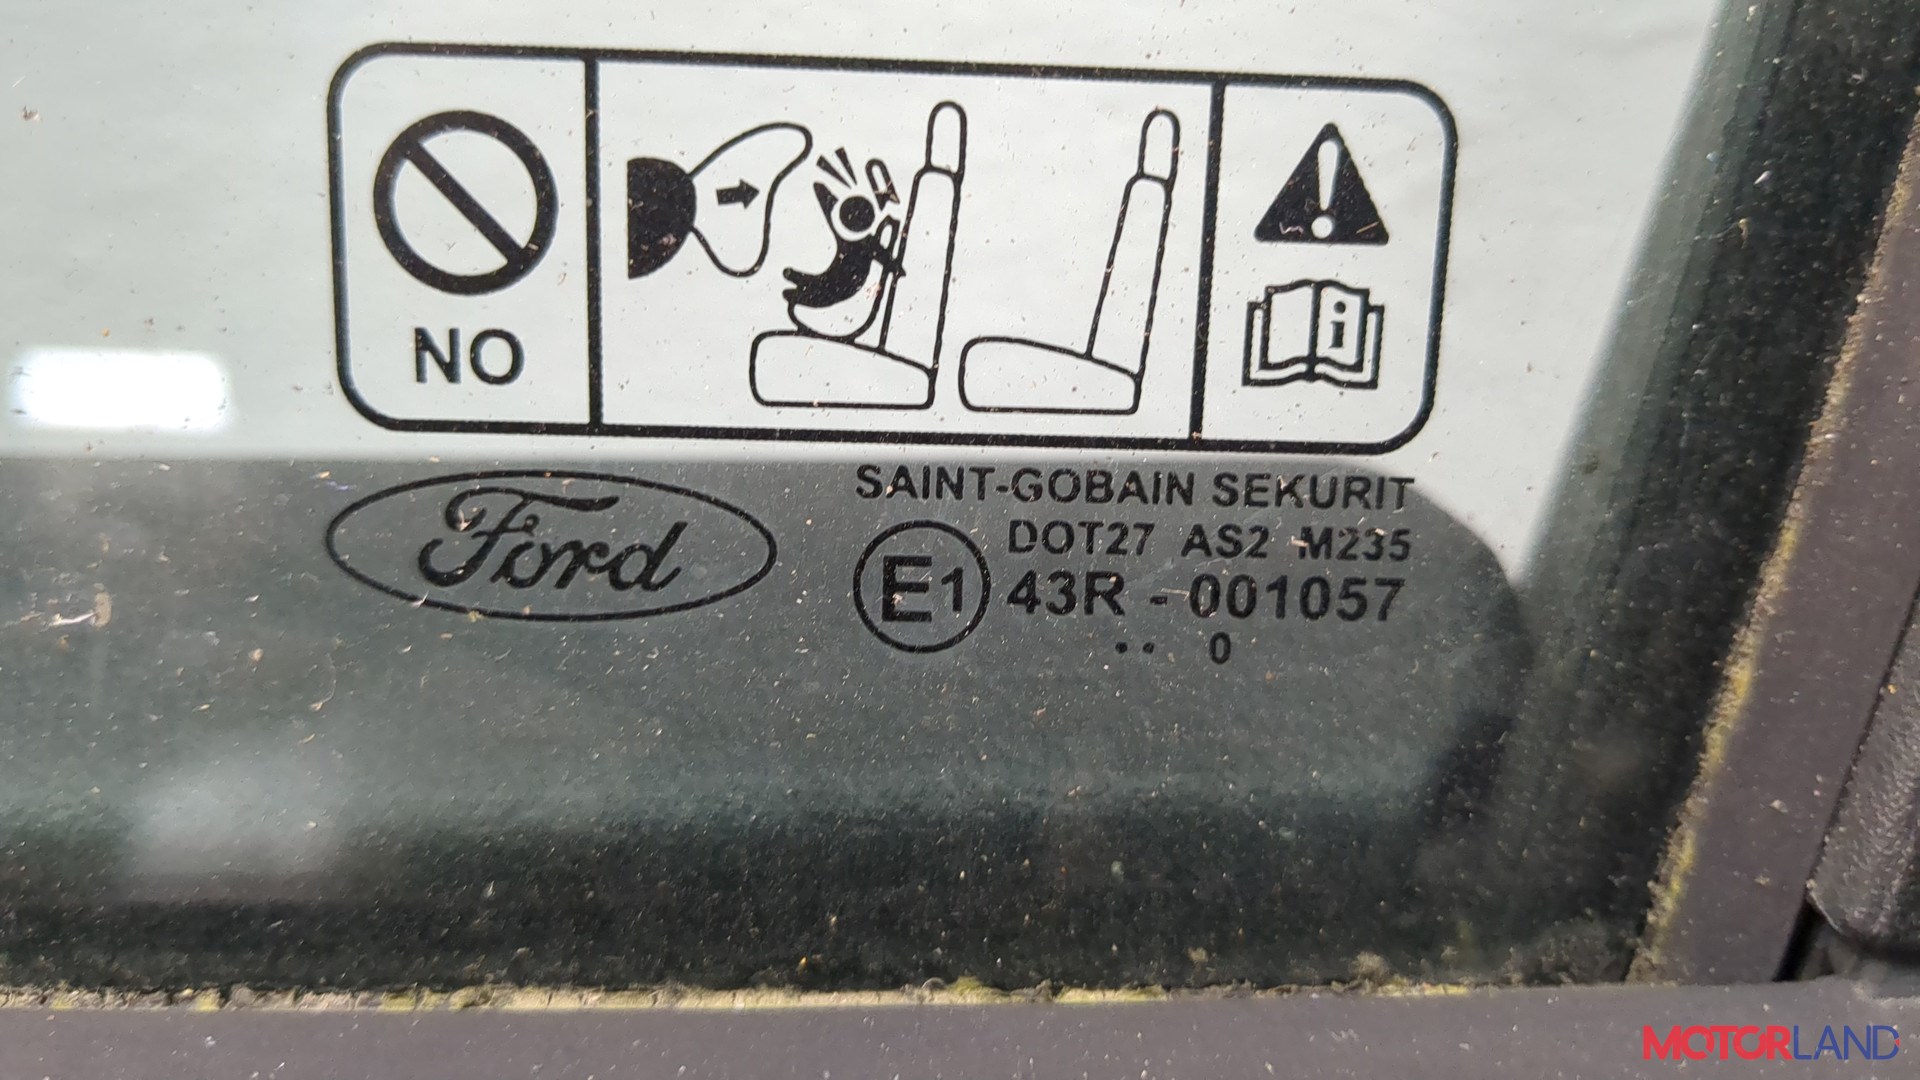 NO
i
Ford
SAINT-GOBAIN SEKURIT
DOT27 AS2 M235
E1 43R - 001057
.. 0
MOTORLAND